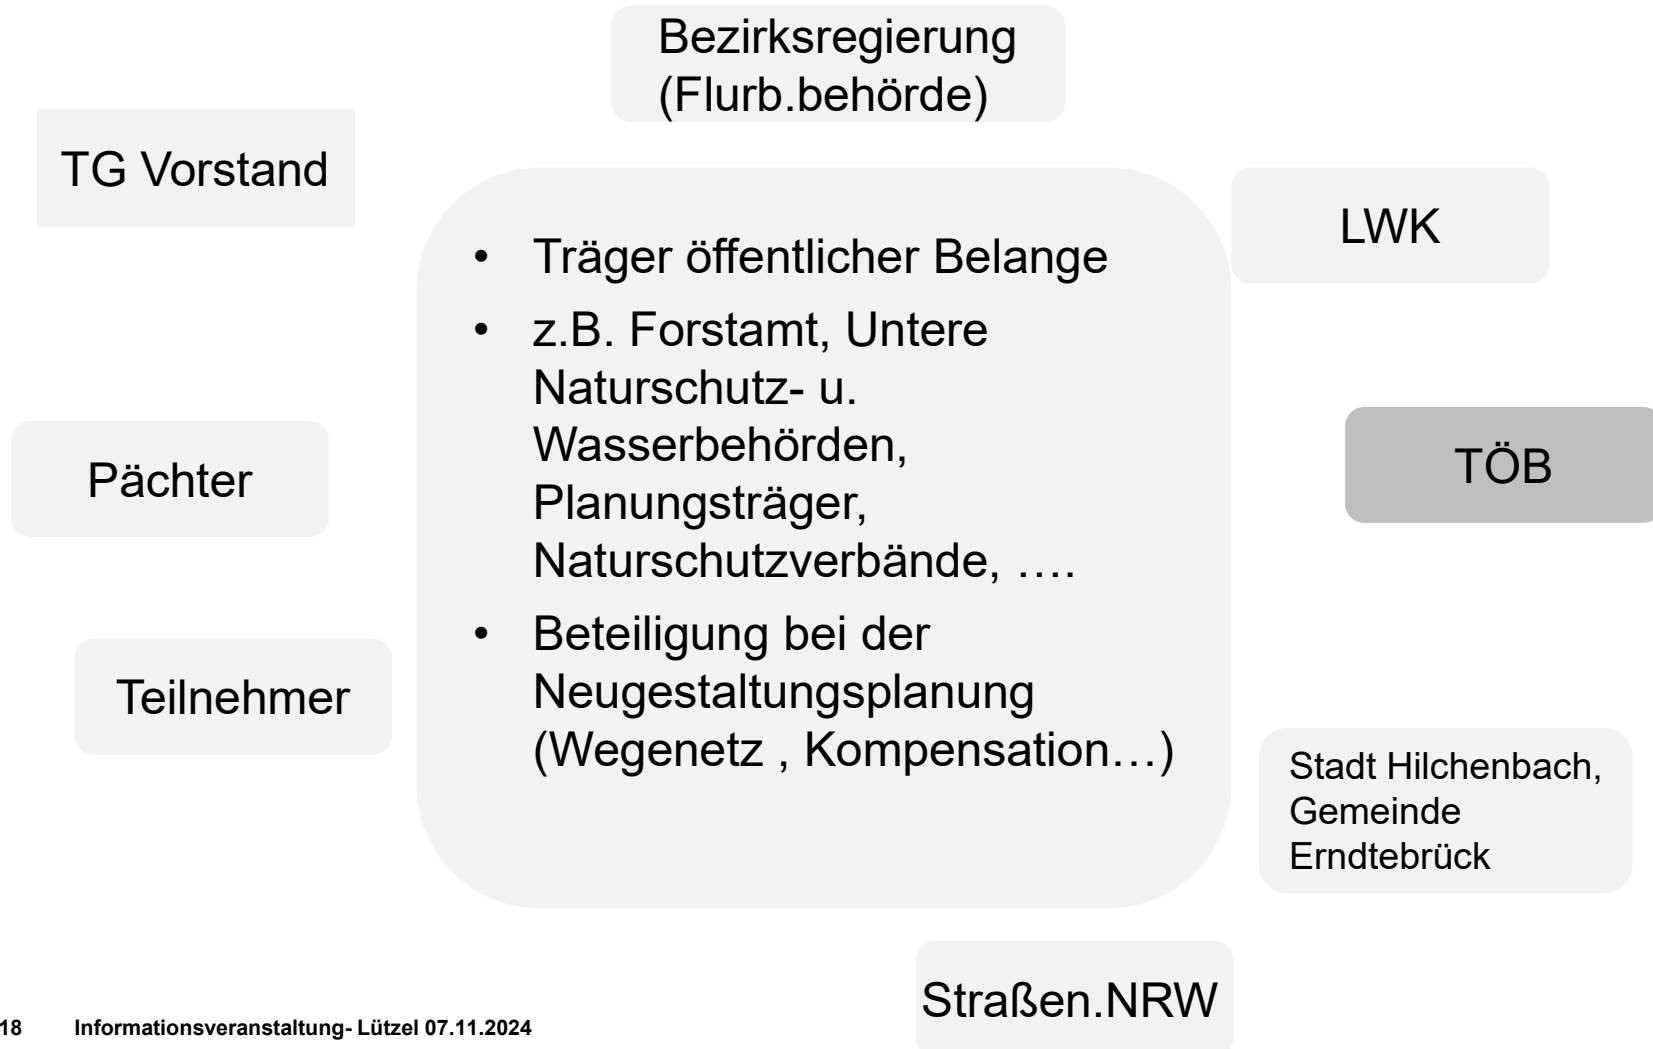 Bezirksregierung
(Flurb.behörde)
TG Vorstand
LWK
• Träger öffentlicher Belange
• z.B. Forstamt, Untere
Naturschutz- u.
Wasserbehörden,
Planungsträger,
Naturschutzverbände, ….
• Beteiligung bei der
Neugestaltungsplanung
(Wegenetz , Kompensation…)
TÖB
Pächter
Teilnehmer
Stadt Hilchenbach,
Gemeinde
Erndtebrück
Straßen.NRW
18 Informationsveranstaltung- Lützel 07.11.2024